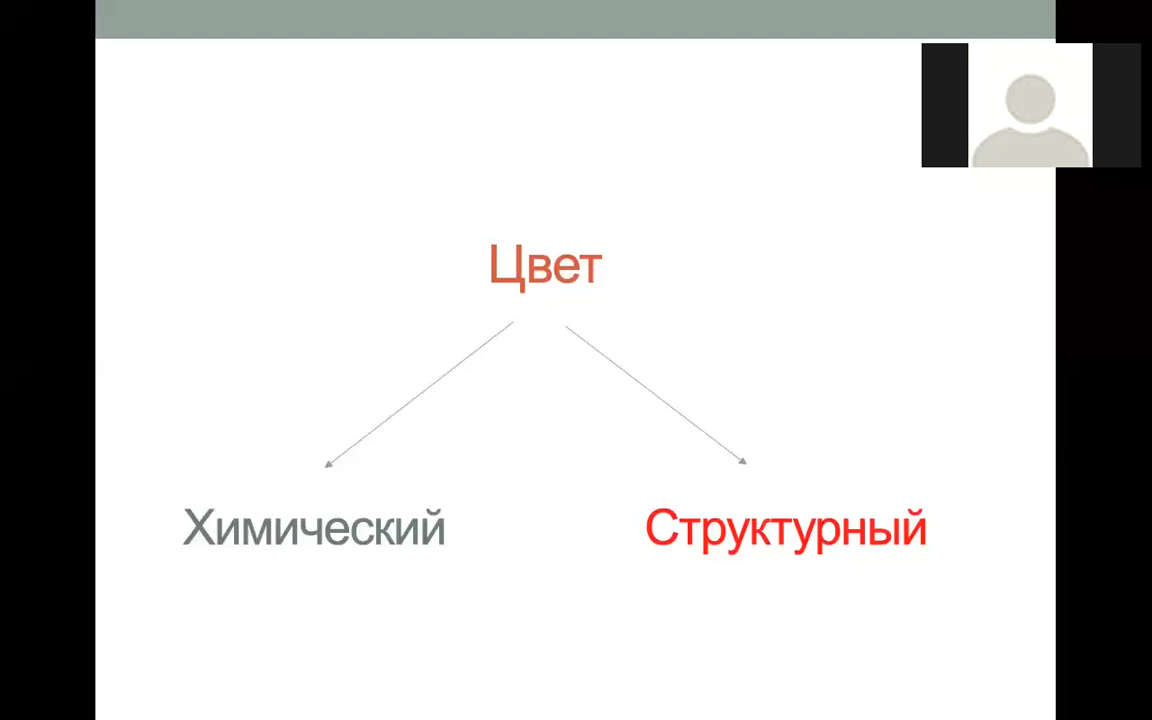 Цвет
Химический
Структурный